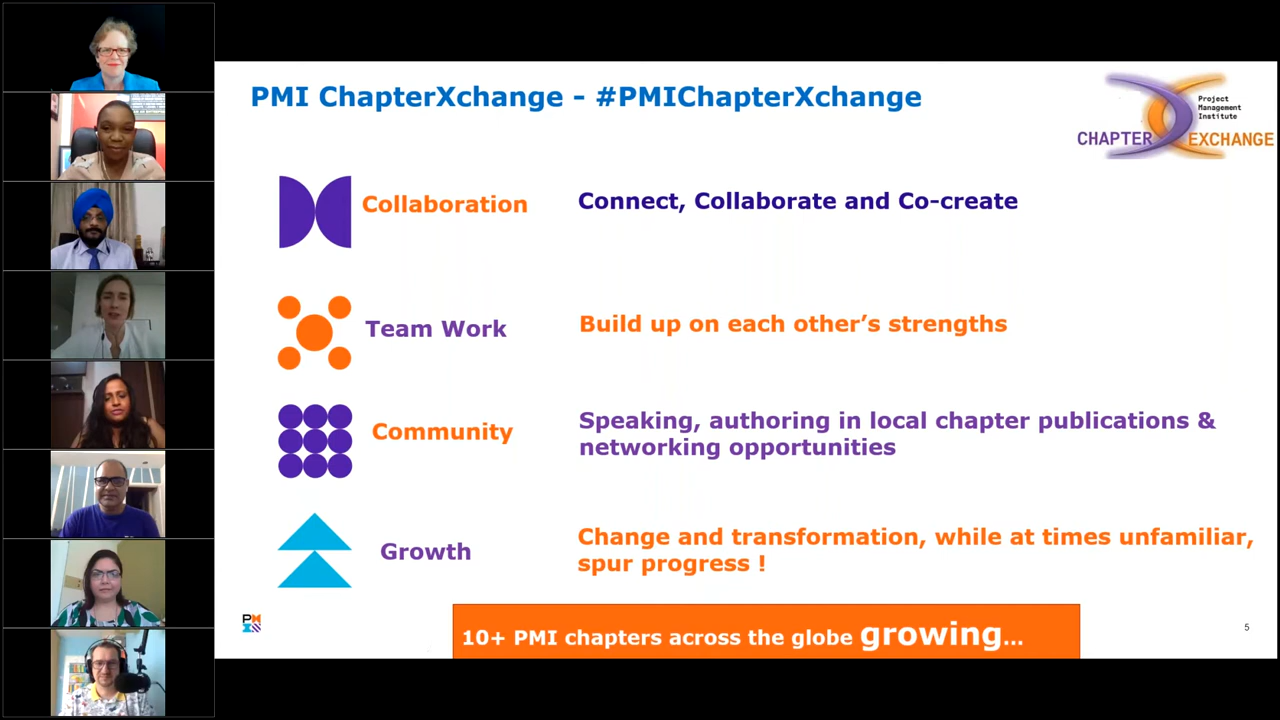 PMI ChapterXchange - #PMIChapterXchange
Project
Management
Institute
CHAPTER EXCHANGE
Collaboration
Connect, Collaborate and Co-create
Team Work
Build up on each other’s strengths
Community
Speaking, authoring in local chapter publications &
networking opportunities
Growth
Change and transformation, while at times unfamiliar,
spur progress !
PMI
10+ PMI chapters across the globe growing...
5